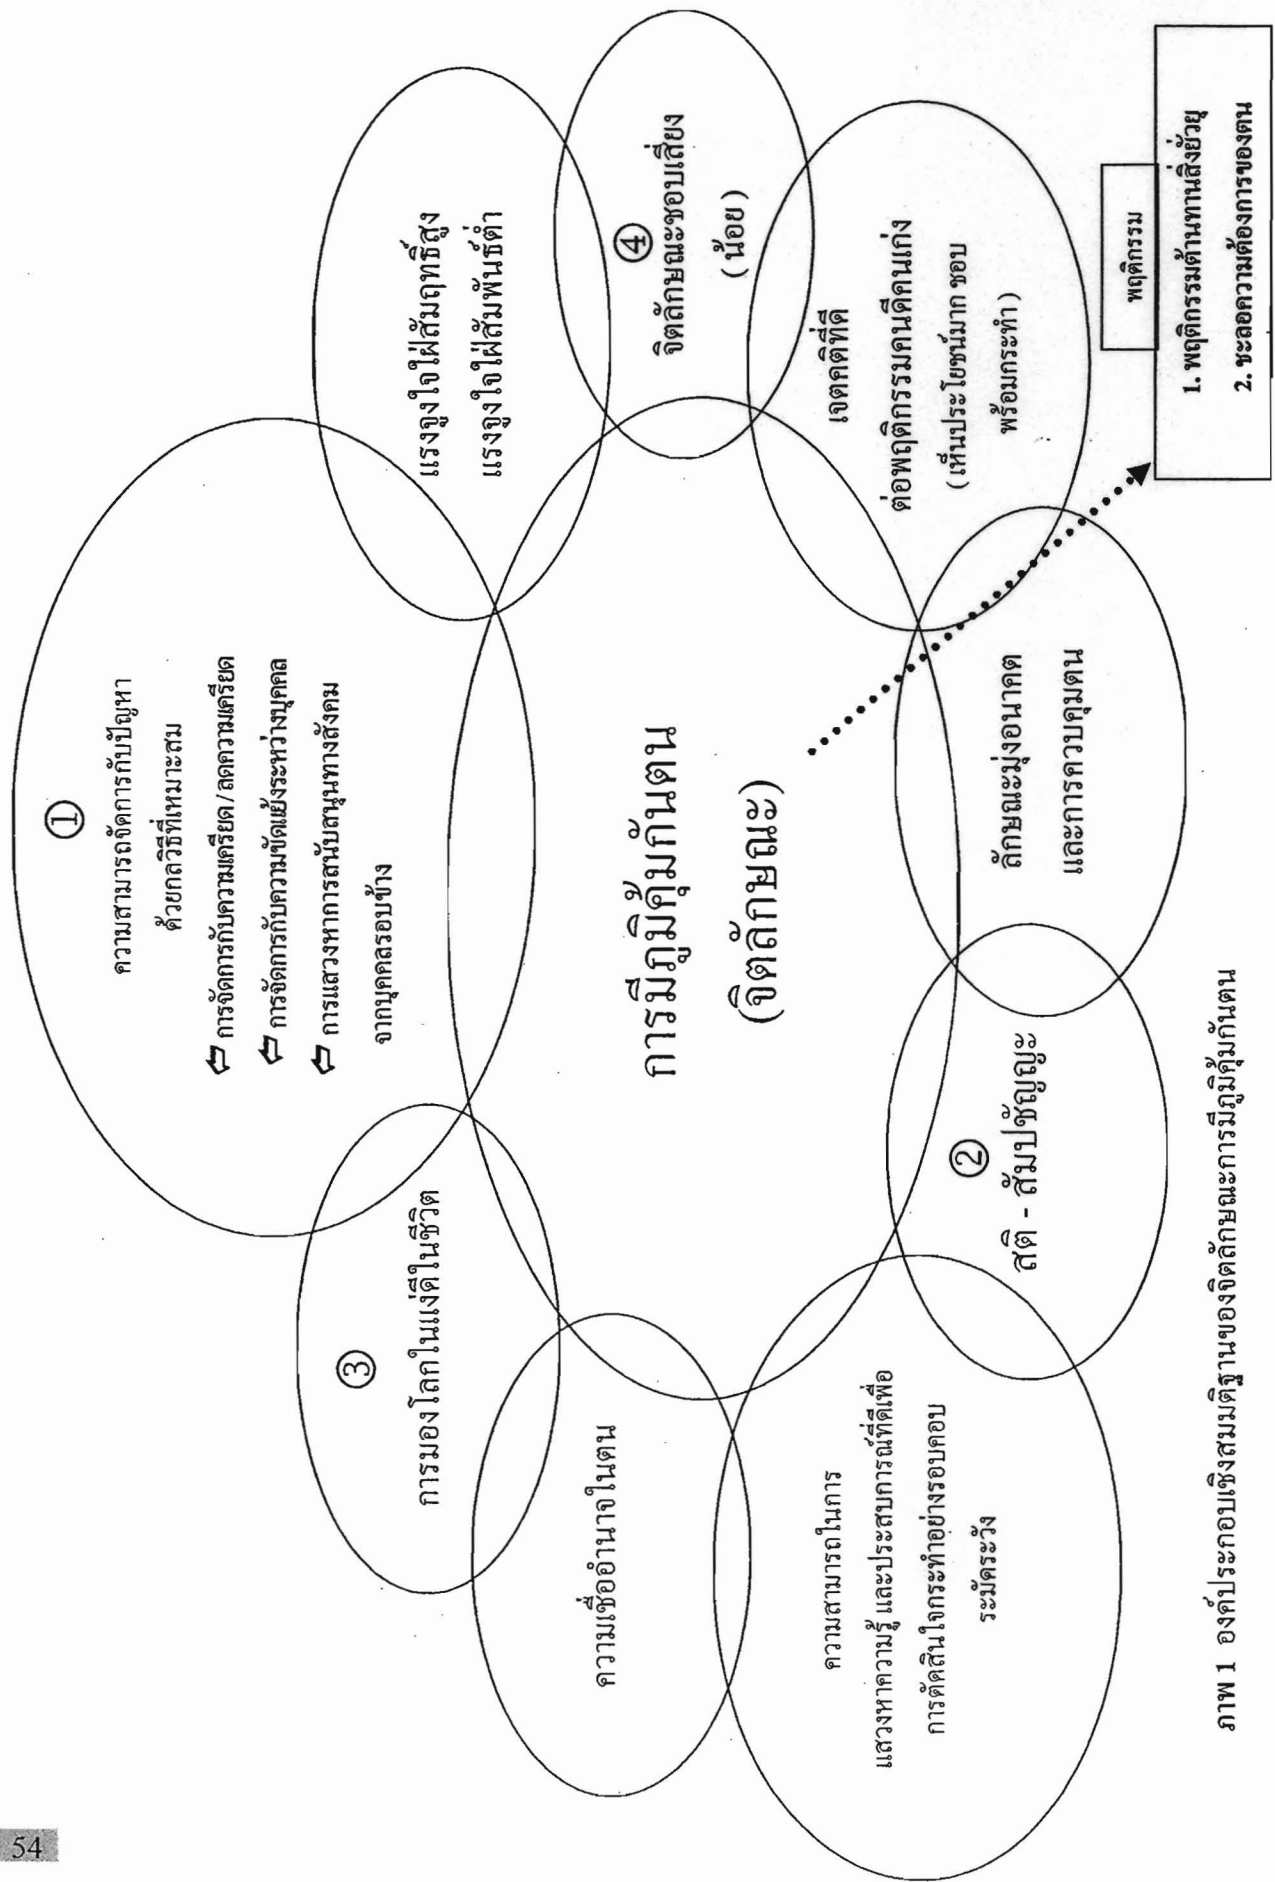 54
①
ความสามารถจัดการกับปัญหา
ด้วยกลวิธีที่เหมาะสม
การจัดการกับความเครียด/ลดความเครียด
การจัดการกับความขัดแย้งระหว่างบุคคล
การแสวงหาการสนับสนุนทางสังคม
จากบุคคลรอบข้าง
แรงจูงใจใฝ่สัมฤทธิ์สูง
แรงจูงใจใฝ่สัมพันธ์ต่ำ
④
จิตลักษณะชอบเสี่ยง
(น้อย)
เจตคติที่ดี
ต่อพฤติกรรมคนดีคนเก่ง
(เห็นประโยชน์มาก ชอบ
พร้อมกระทำ)
ลักษณะมุ่งอนาคต
และการควบคุมตน
②
สติ - สัมปชัญญะ
ความสามารถในการ
แสวงหาความรู้ และประสบการณ์ที่ดีเพื่อ
การตัดสินใจกระทำอย่างรอบคอบ
ระมัดระวัง
ความเชื่ออำนาจในตน
③
การมองโลกในแง่ดีในชีวิต
การมีภูมิคุ้มกันตน
(จิตลักษณะ)
พฤติกรรม
1. พฤติกรรมต้านทานสิ่งยั่วยุ
2. ชะลอความต้องการของตน
ภาพ 1 องค์ประกอบเชิงสมมติฐานของจิตลักษณะการมีภูมิคุ้มกันตน